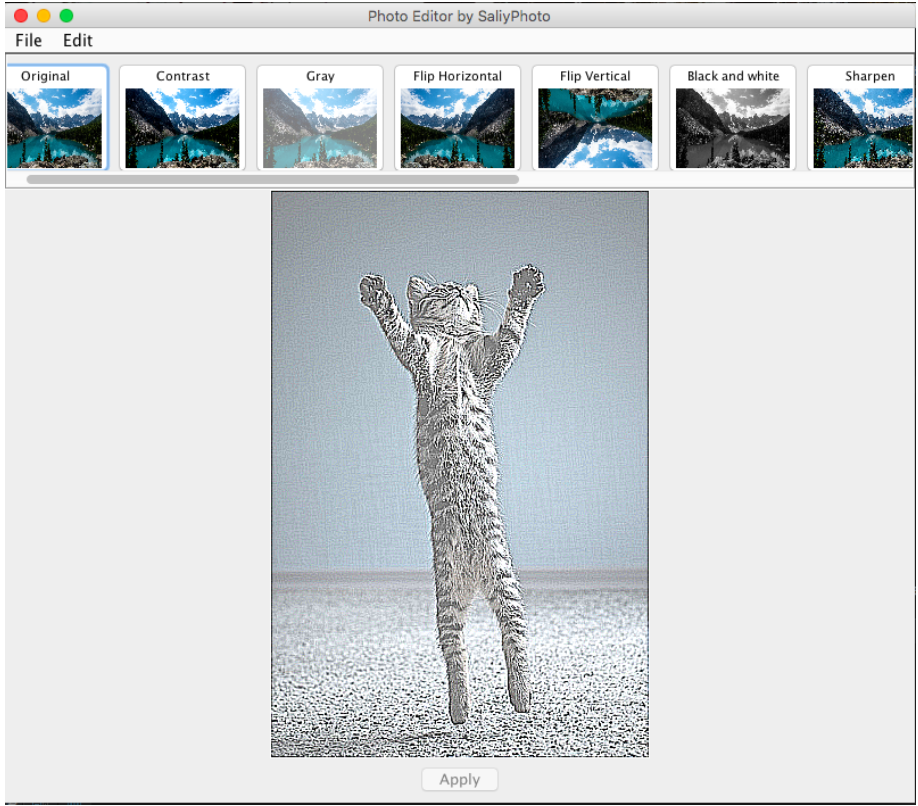 Photo Editor by SaliyPhoto
File Edit
Original Contrast Gray Flip Horizontal Flip Vertical Black and white Sharpen
Apply